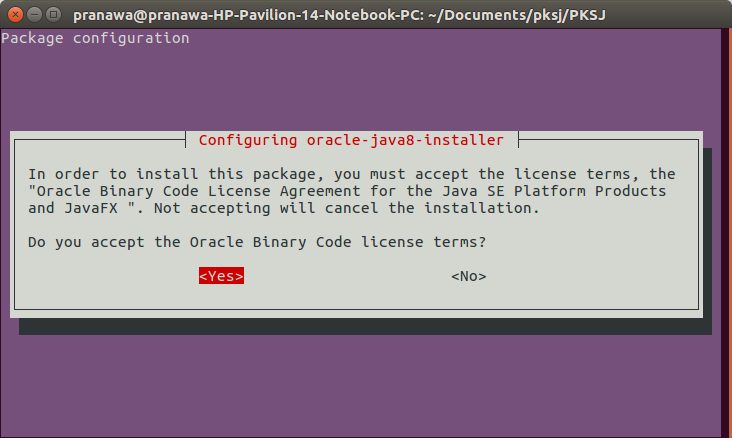 pranawa@pranawa-HP-Pavilion-14-Notebook-PC: ~/Documents/pksj/PKSJ
Package configuration
Configuring oracle-java8-installer
In order to install this package, you must accept the license terms, the
"Oracle Binary Code License Agreement for the Java SE Platform Products
and JavaFX ". Not accepting will cancel the installation.
Do you accept the Oracle Binary Code license terms?
<Yes> <No>